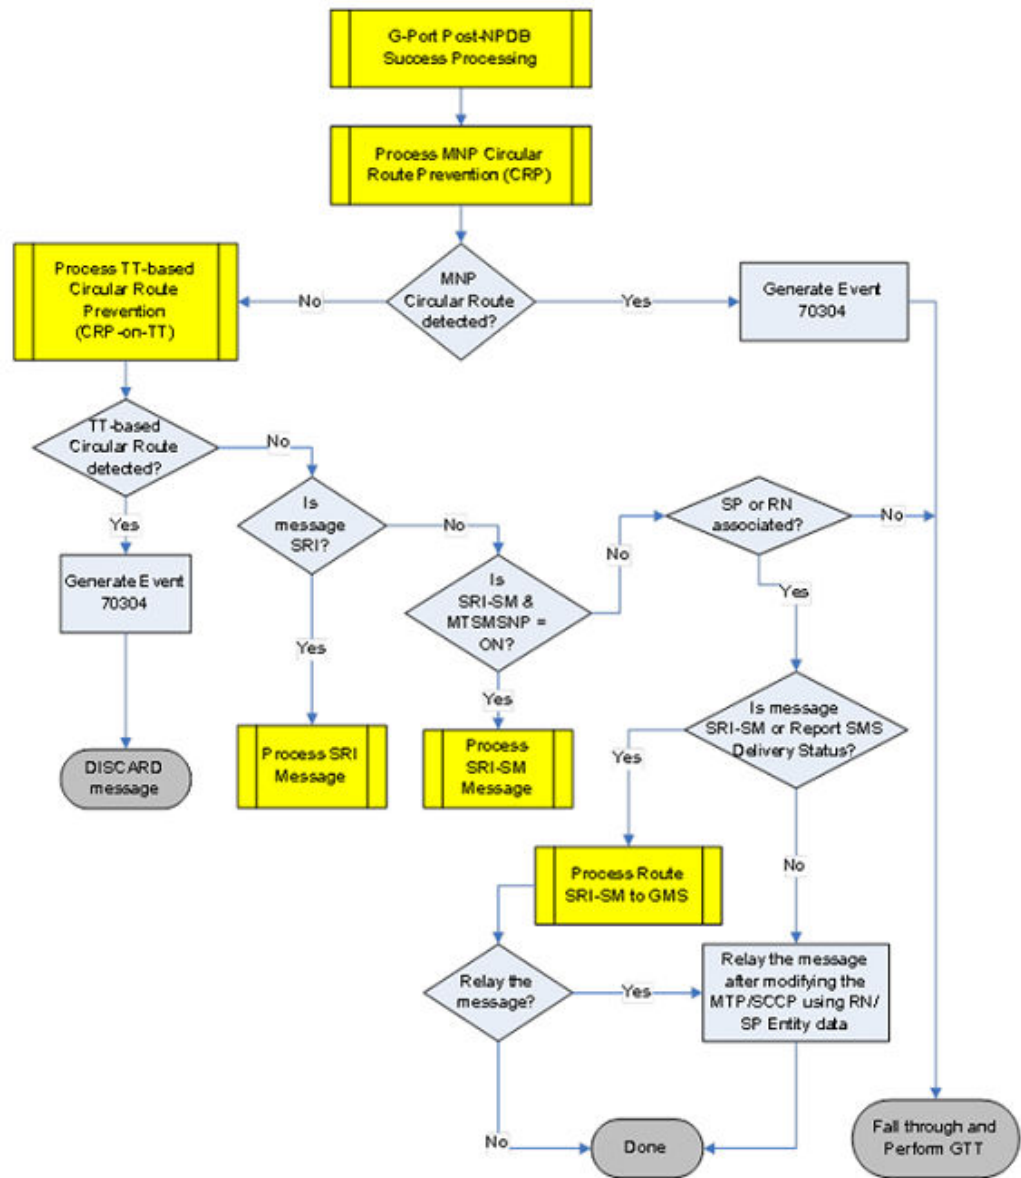 G-Port Post-NPDB
Success Processing
Process MNP Circular
Route Prevention (CRP)
Process TT-based
Circular Route
Prevention
(CRP-on-TT)
No
MNP
Circular Route
detected?
Yes
Generate Event
70304
TT-based
Circular Route
detected?
No
Yes
Generate Event
70304
DISCARD
message
Is
message
SRI?
No
Yes
Process SRI
Message
Is
SRI-SM &
MTSMSNP =
ON?
No
Yes
Process
SRI-SM
Message
SP or RN
associated?
No
Yes
Is message
SRI-SM or Report SMS
Delivery Status?
Yes
No
Process Route
SRI-SM to GMS
Relay the
message?
Yes
Relay the message
after modifying the
MTP/SCCP using RN/
SP Entity data
No
Done
Fall through and
Perform GTT